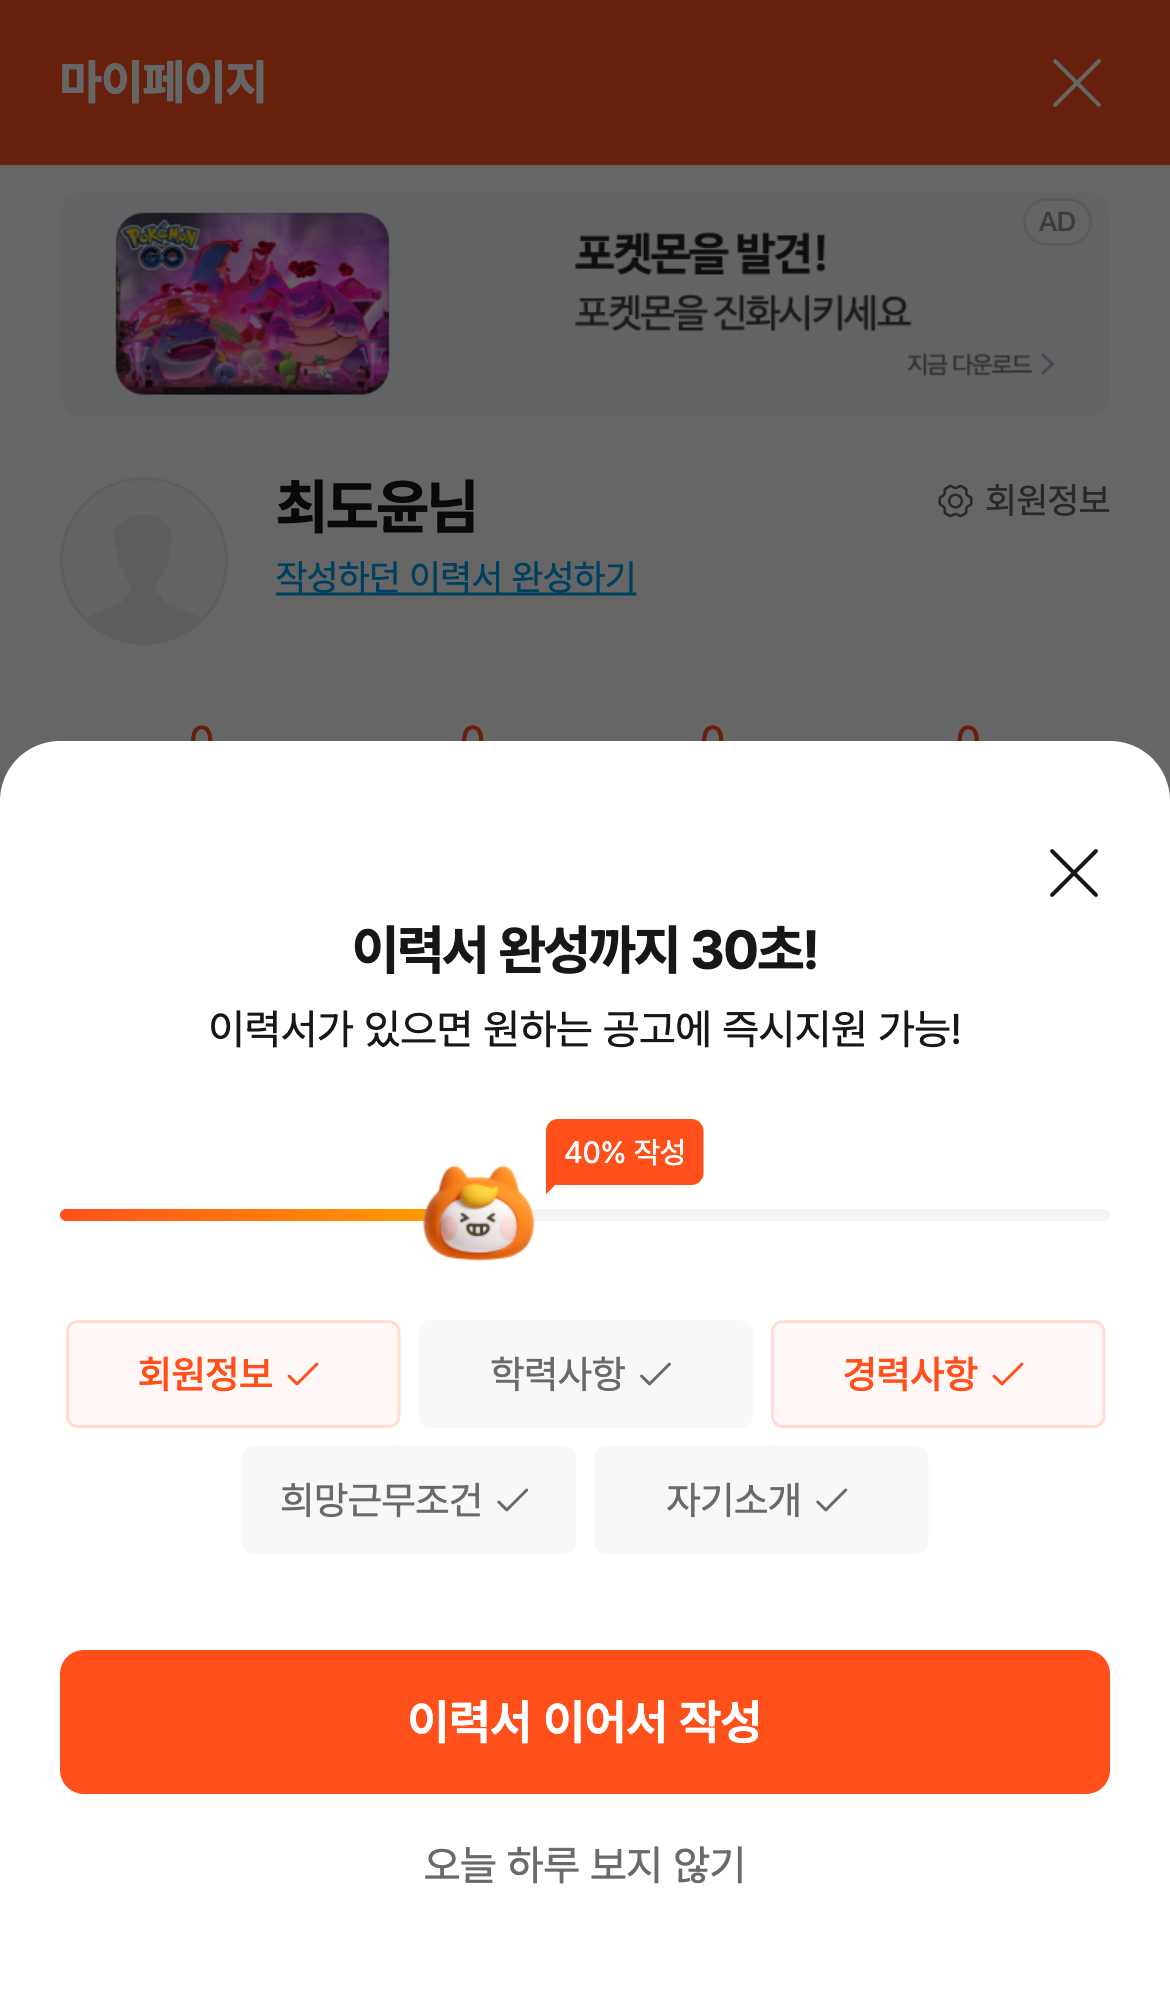 마이페이지
AD
Pokémon
GO
포켓몬을 발견!
포켓몬을 진화시키세요
지금 다운로드
최도윤님
회원정보
작성하던 이력서 완성하기
0 0 0 0
이력서 완성까지 30초!
이력서가 있으면 원하는 공고에 즉시지원 가능!
40% 작성
회원정보 학력사항 경력사항
희망근무조건 자기소개
이력서 이어서 작성
오늘 하루 보지 않기